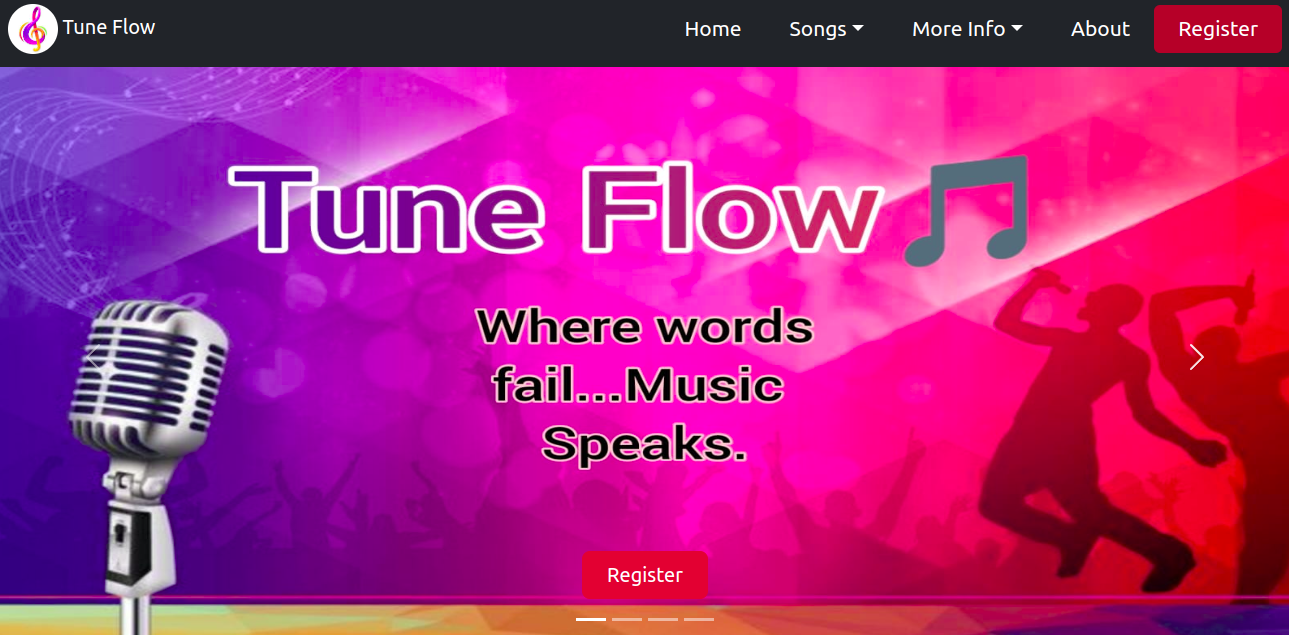 Tune Flow
Home
Songs
More Info
About
Register
Tune Flow
Where words
fail...Music
Speaks.
Register